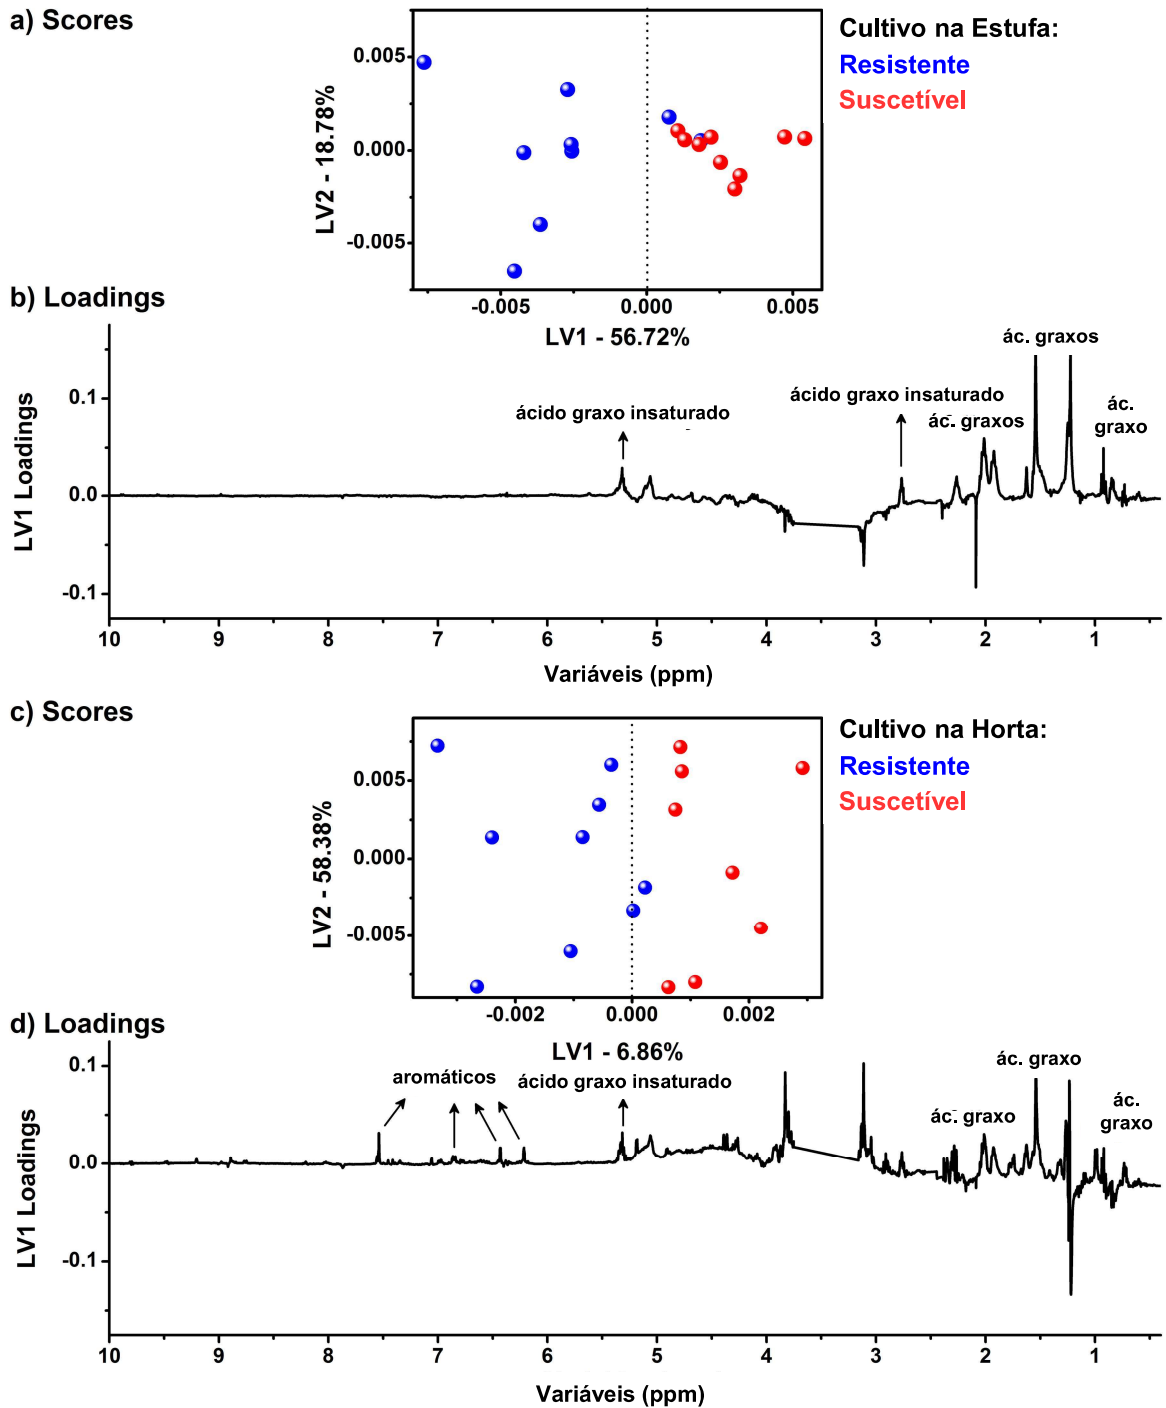 a) Scores
Cultivo na Estufa:
Resistente
Suscetível
0.005
0.000
-0.005
LV2 - 18.78%
-0.005 0.000 0.005
LV1 - 56.72%
b) Loadings
ác. graxos
ácido graxo insaturado
ácido graxo insaturado
ác. graxos
ác.
graxo
0.1
0.0
-0.1
LV1 Loadings
10 9 8 7 6 5 4 3 2 1
Variáveis (ppm)
c) Scores
Cultivo na Horta:
Resistente
Suscetível
0.005
0.000
-0.005
LV2 - 58.38%
-0.002 0.000 0.002
LV1 - 6.86%
d) Loadings
aromáticos
ácido graxo insaturado
ác. graxo
ác. graxo
ác.
graxo
0.1
0.0
-0.1
LV1 Loadings
10 9 8 7 6 5 4 3 2 1
Variáveis (ppm)